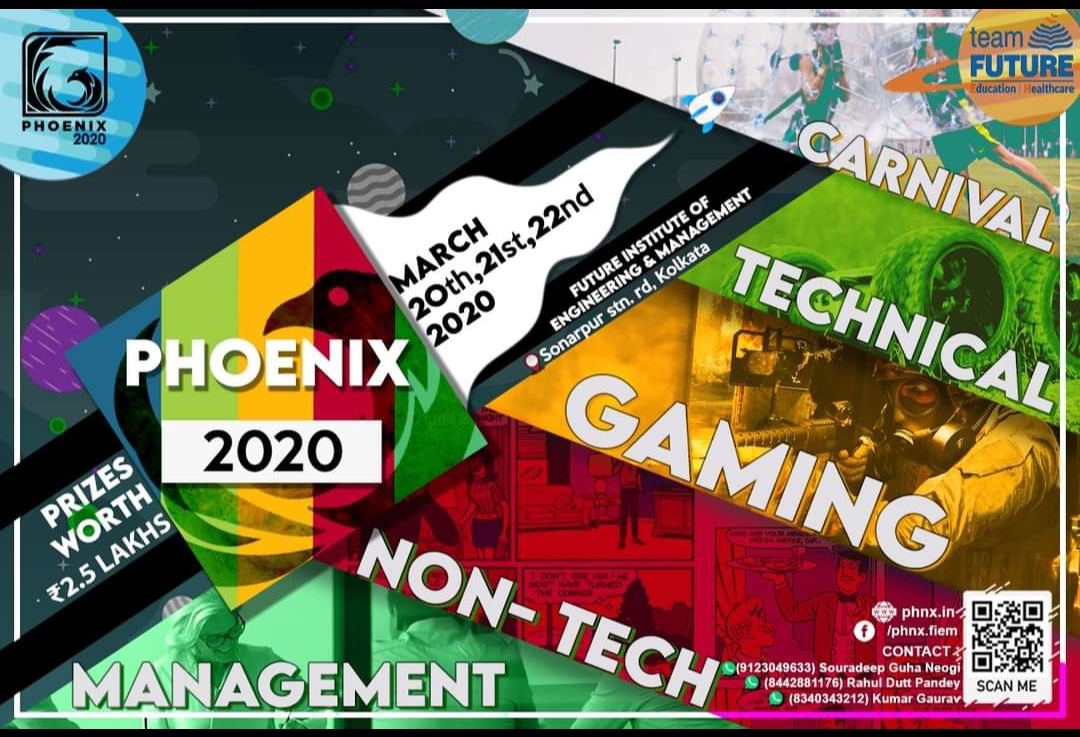 PHOENIX
2020
team
FUTURE
Education | Healthcare
CARNIVAL
MARCH
20th,21st,22nd
2020
FUTURE INSTITUTE OF
ENGINEERING & MANAGEMENT
Sonarpur stn. rd, Kolkata
TECHNICAL
PHOENIX
2020
GAMING
PRIZES
WORTH
₹2.5 LAKHS
NON- TECH
I DON'T SEE HIM! HE
MUST HAVE TURNED
THE CORNER
MANAGEMENT
phnx.in
/phnx.fiem
CONTACT :
(9123049633) Souradeep Guha Neogi
(8442881176) Rahul Dutt Pandey
(8340343212) Kumar Gaurav
SCAN ME